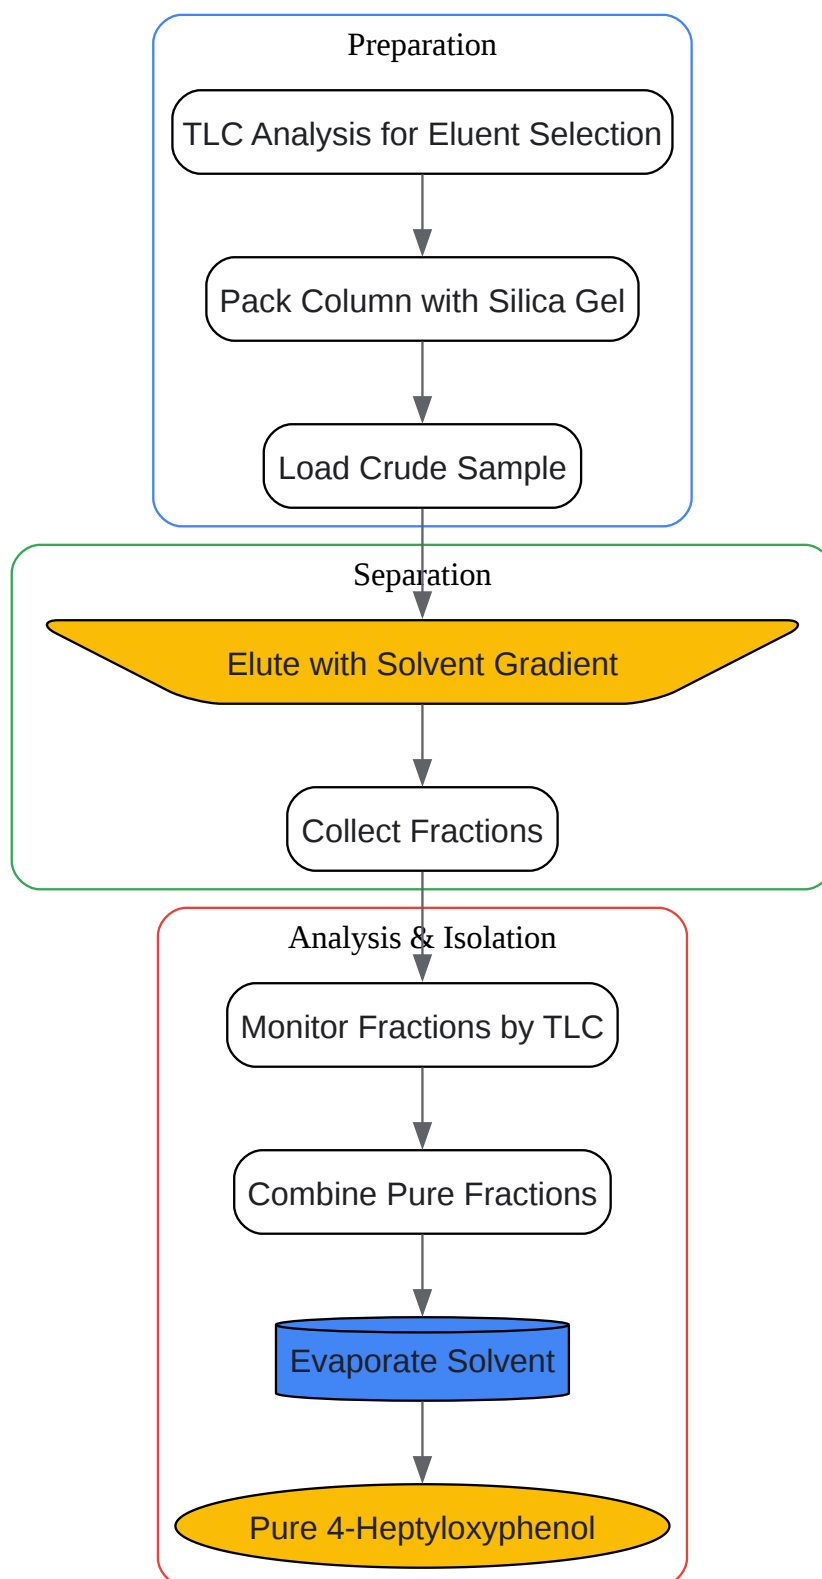 Preparation
TLC Analysis for Eluent Selection
Pack Column with Silica Gel
Load Crude Sample
Separation
Elute with Solvent Gradient
Collect Fractions
Analysis & Isolation
Monitor Fractions by TLC
Combine Pure Fractions
Evaporate Solvent
Pure 4-Heptyloxyphenol